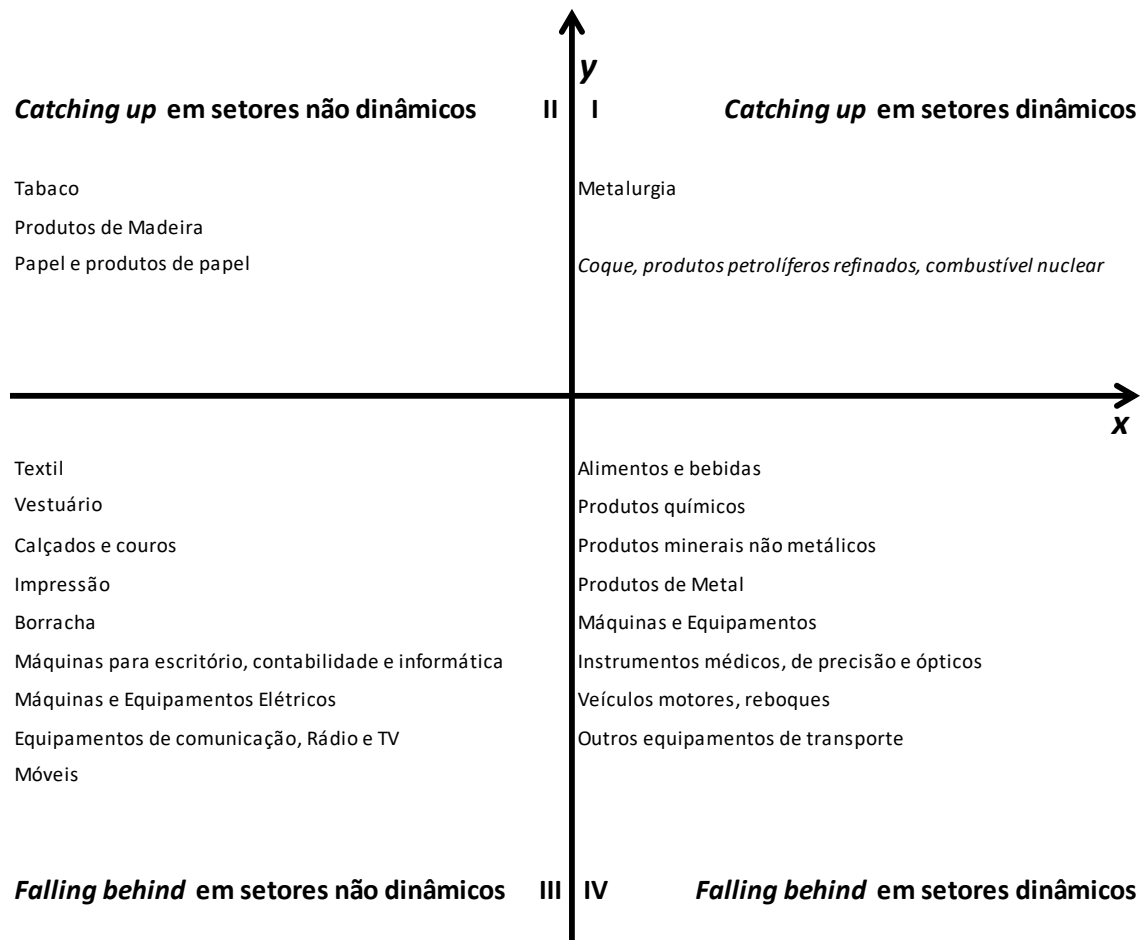 y
Catching up em setores não dinâmicos II I Catching up em setores dinâmicos
Tabaco Metalurgia
Produtos de Madeira
Papel e produtos de papel Coque, produtos petrolíferos refinados, combustível nuclear
x
Textil Alimentos e bebidas
Vestuário Produtos químicos
Calçados e couros Produtos minerais não metálicos
Impressão Produtos de Metal
Borracha Máquinas e Equipamentos
Máquinas para escritório, contabilidade e informática Instrumentos médicos, de precisão e ópticos
Máquinas e Equipamentos Elétricos Veículos motores, reboques
Equipamentos de comunicação, Rádio e TV Outros equipamentos de transporte
Móveis
Falling behind em setores não dinâmicos III IV Falling behind em setores dinâmicos